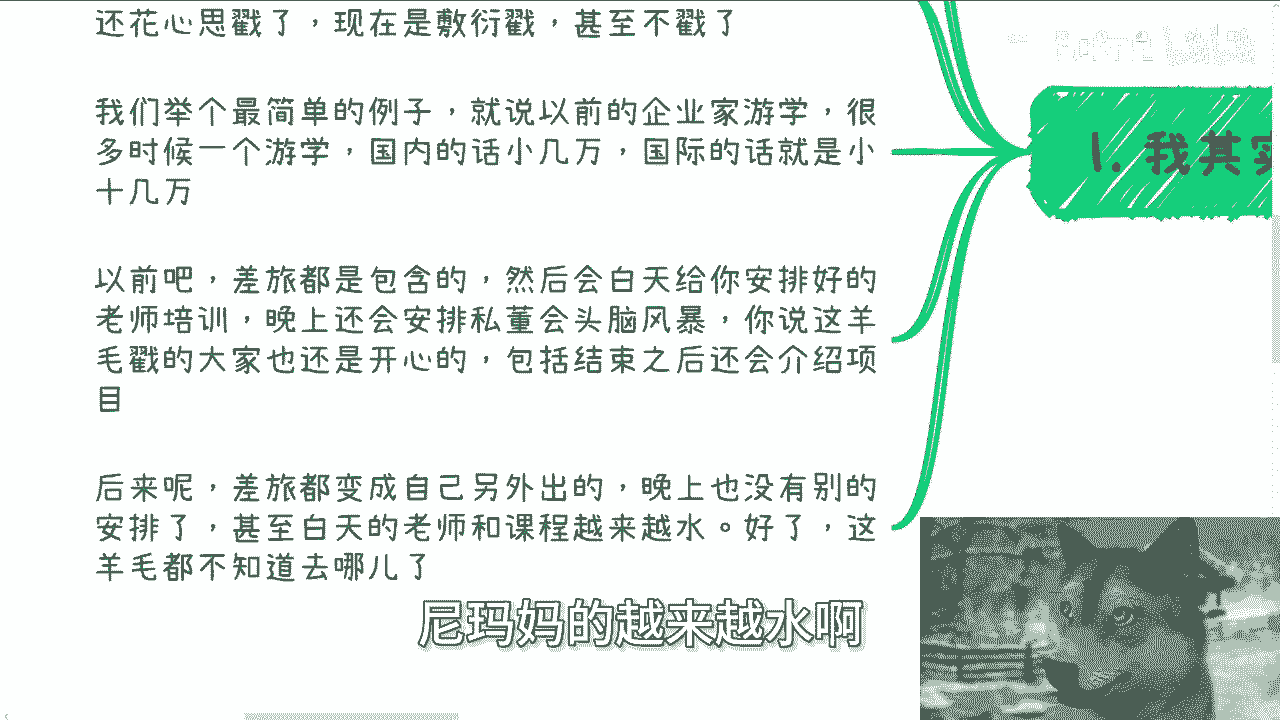 还花心思戳了，现在是敷衍戳，甚至不戳了
我们举个最简单的例子，就说以前的企业家游学，很
多时候一个游学，国内的话小几万，国际的话就是小
十几万
以前吧，差旅都是包含的，然后会白天给你安排好的
老师培训，晚上还会安排私董会头脑风暴，你说这羊
毛戳的大家也还是开心的，包括结束之后还会介绍项
目
后来呢，差旅都变成自己另外出的，晚上也没有别的
安排了，甚至白天的老师和课程越来越水。好了，这
羊毛都不知道去哪儿了
1. 我其实
尼玛妈的越来越水啊